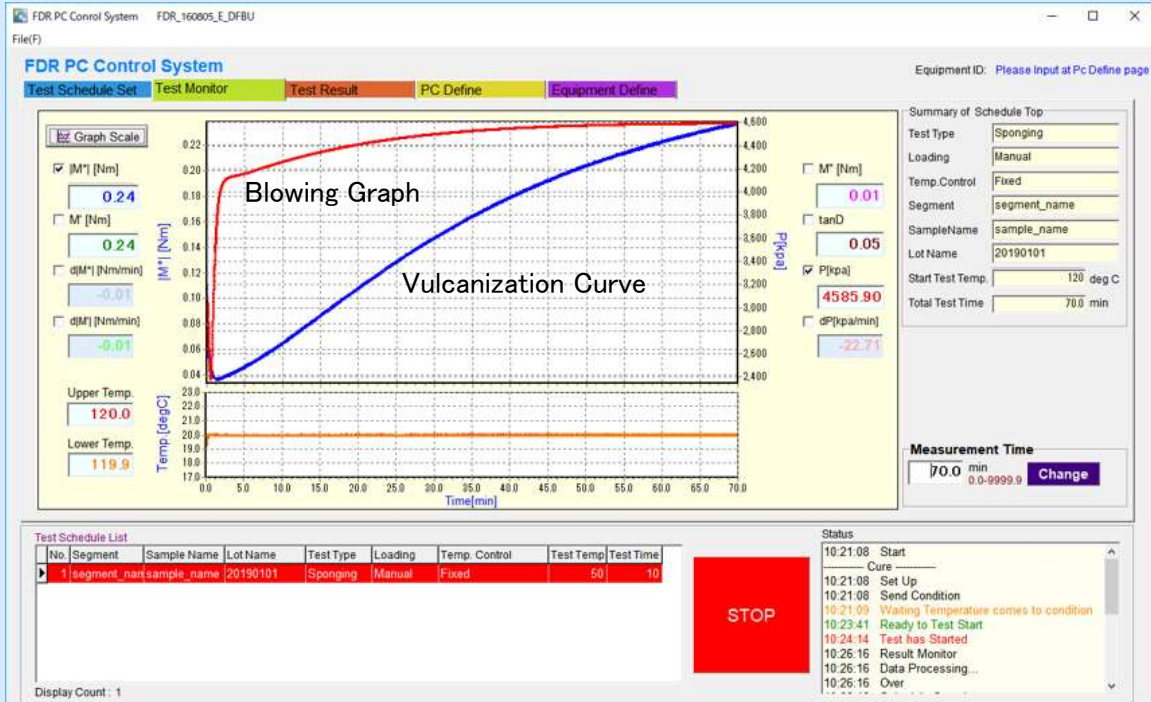 FDR PC Conrol System FDR_160805_E_DFBU
File(F)
FDR PC Control System
Equipment ID: Please Input at Pc Define page
Test Schedule Set Test Monitor Test Result PC Define Equipment Define
Graph Scale
|M*| [Nm]
0.24
M' [Nm]
0.24
d|M*| [Nm/min]
-0.01
d|M'| [Nm/min]
-0.01
Upper Temp.
120.0
Lower Temp.
119.9
|M*| [Nm]
0.22
0.20
0.18
0.16
0.14
0.12
0.10
0.08
0.06
0.04
Blowing Graph
Vulcanization Curve
4,600
4,400
4,200
4,000
3,800
3,600
3,400
3,200
3,000
2,800
2,600
2,400
P[kpa]
Temp.[degC]
23.0
22.0
21.0
20.0
19.0
18.0
17.0
0.0 5.0 10.0 15.0 20.0 25.0 30.0 35.0 40.0 45.0 50.0 55.0 60.0 65.0 70.0
Time[min]
M" [Nm]
0.01
tanD
0.05
P[kpa]
4585.90
dP[kpa/min]
-22.71
Summary of Schedule Top
Test Type Sponging
Loading Manual
Temp.Control Fixed
Segment segment_name
SampleName sample_name
Lot Name 20190101
Start Test Temp. 120 deg C
Total Test Time 70.0 min
Measurement Time
70.0 min
0.0-9999.9
Change
Test Schedule List
No. Segment Sample Name Lot Name Test Type Loading Temp. Control Test Temp Test Time
1 segment_nam sample_name 20190101 Sponging Manual Fixed 50 10
Display Count : 1
STOP
Status
10:21:08 Start
------------ Cure ------------
10:21:08 Set Up
10:21:08 Send Condition
10:21:09 Waiting Temperature comes to condition
10:23:41 Ready to Test Start
10:24:14 Test has Started
10:26:16 Result Monitor
10:26:16 Data Processing...
10:26:16 Over